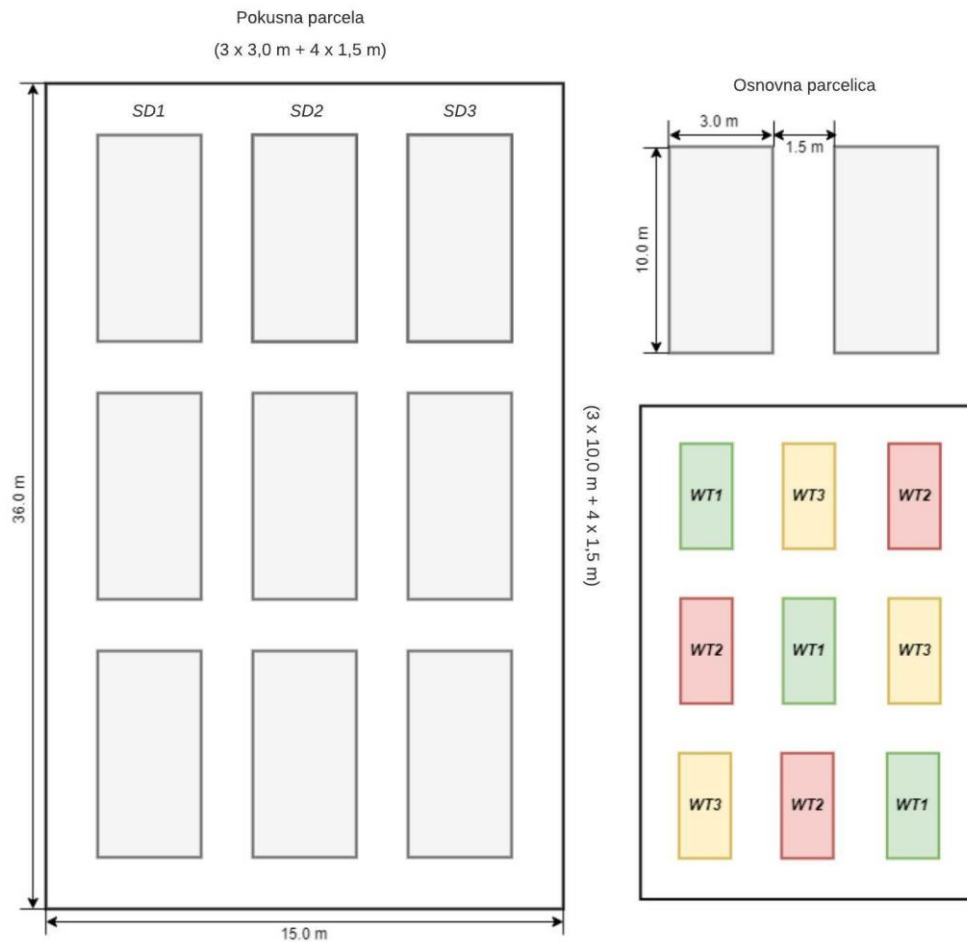 Pokusna parcela
(3 x 3,0 m + 4 x 1,5 m)
SD1 SD2 SD3
36.0 m
15.0 m
(3 x 10,0 m + 4 x 1,5 m)
Osnovna parcelica
3.0 m
1.5 m
10.0 m
WT1 WT3 WT2
WT2 WT1 WT3
WT3 WT2 WT1